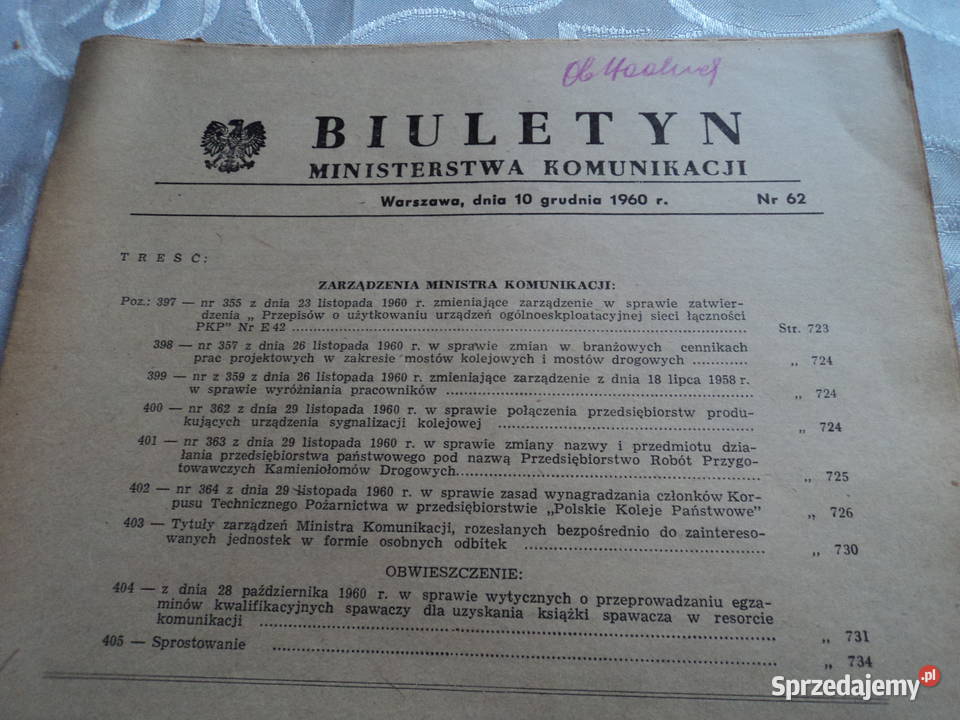 BIULETYN
MINISTERSTWA KOMUNIKACJI
Warszawa, dnia 10 grudnia 1960 r. Nr 62
TREŚĆ:
ZARZĄDZENIA MINISTRA KOMUNIKACJI:
Poz.: 397 — nr 355 z dnia 23 listopada 1960 r. zmieniające zarządzenie w sprawie zatwier-
dzenia „ Przepisów o użytkowaniu urządzeń ogólnoeksploatacyjnej sieci łączności
PKP" Nr E 42 ........ Str. 723
398 — nr 357 z dnia 26 listopada 1960 r. w sprawie zmian w branżowych cennikach
prac projektowych w zakresie mostów kolejowych i mostów drogowych ........ „ 724
399 — nr z 359 z dnia 26 listopada 1960 r. zmieniające zarządzenie z dnia 18 lipca 1958 r.
w sprawie wyróżniania pracowników ........ „ 724
400 — nr 362 z dnia 29 listopada 1960 r. w sprawie połączenia przedsiębiorstw produ-
kujących urządzenia sygnalizacji kolejowej ........ „ 724
401 — nr 363 z dnia 29 listopada 1960 r. w sprawie zmiany nazwy i przedmiotu dzia-
łania przedsiębiorstwa państwowego pod nazwą Przedsiębiorstwo Robót Przygo-
towawczych Kamieniołomów Drogowych........ „ 725
402 — nr 364 z dnia 29 listopada 1960 r. w sprawie zasad wynagradzania członków Kor-
pusu Technicznego Pożarnictwa w przedsiębiorstwie „Polskie Koleje Państwowe" „ 726
403 — Tytuły zarządzeń Ministra Komunikacji, rozesłanych bezpośrednio do zaintereso-
wanych jednostek w formie osobnych odbitek ........ „ 730
OBWIESZCZENIE:
404 — z dnia 28 października 1960 r. w sprawie wytycznych o przeprowadzaniu egza-
minów kwalifikacyjnych spawaczy dla uzyskania książki spawacza w resorcie
komunikacji ........ „ 731
405 — Sprostowanie ........ „ 734
Sprzedajemy.pl